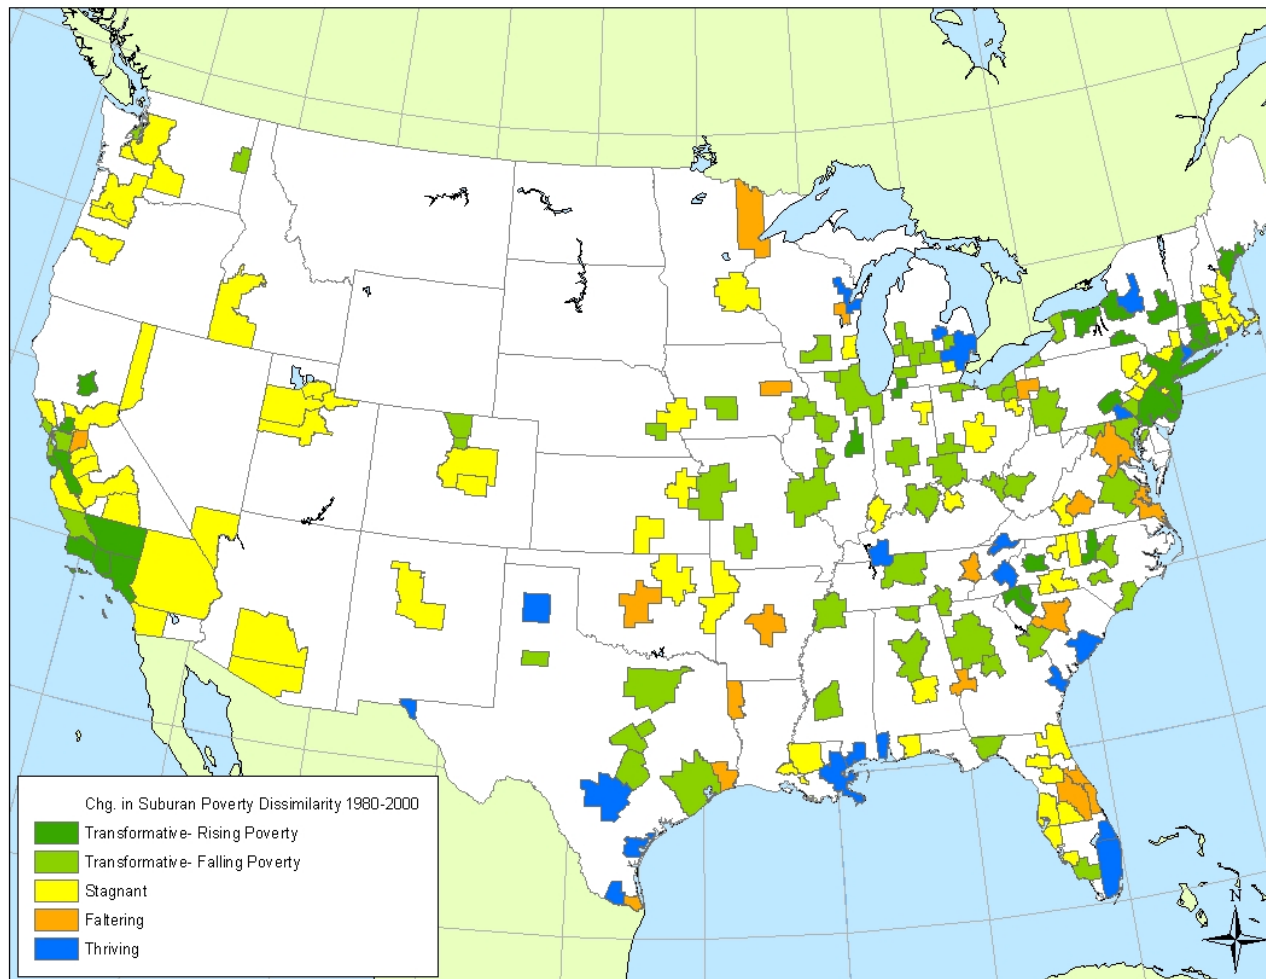 Chg. in Suburan Poverty Dissimilarity 1980-2000
Transformative- Rising Poverty
Transformative- Falling Poverty
Stagnant
Faltering
Thriving
N